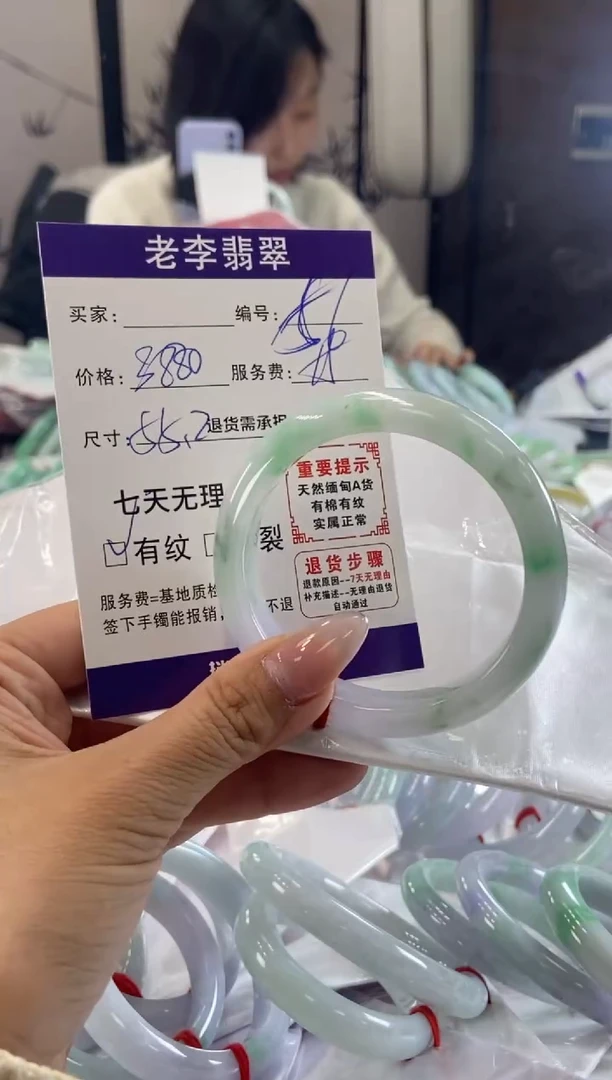 老李翡翠
买家: 编号:
价格: 3880 服务费:
尺寸: 55.2 退货需承担
七天无理
有纹 裂
服务费=基地质检
签下手镯能报销, 不退
重要提示
天然缅甸A货
有棉有纹
实属正常
退货步骤
退款原因--7天无理由
补充描述--无理由退货
自动通过